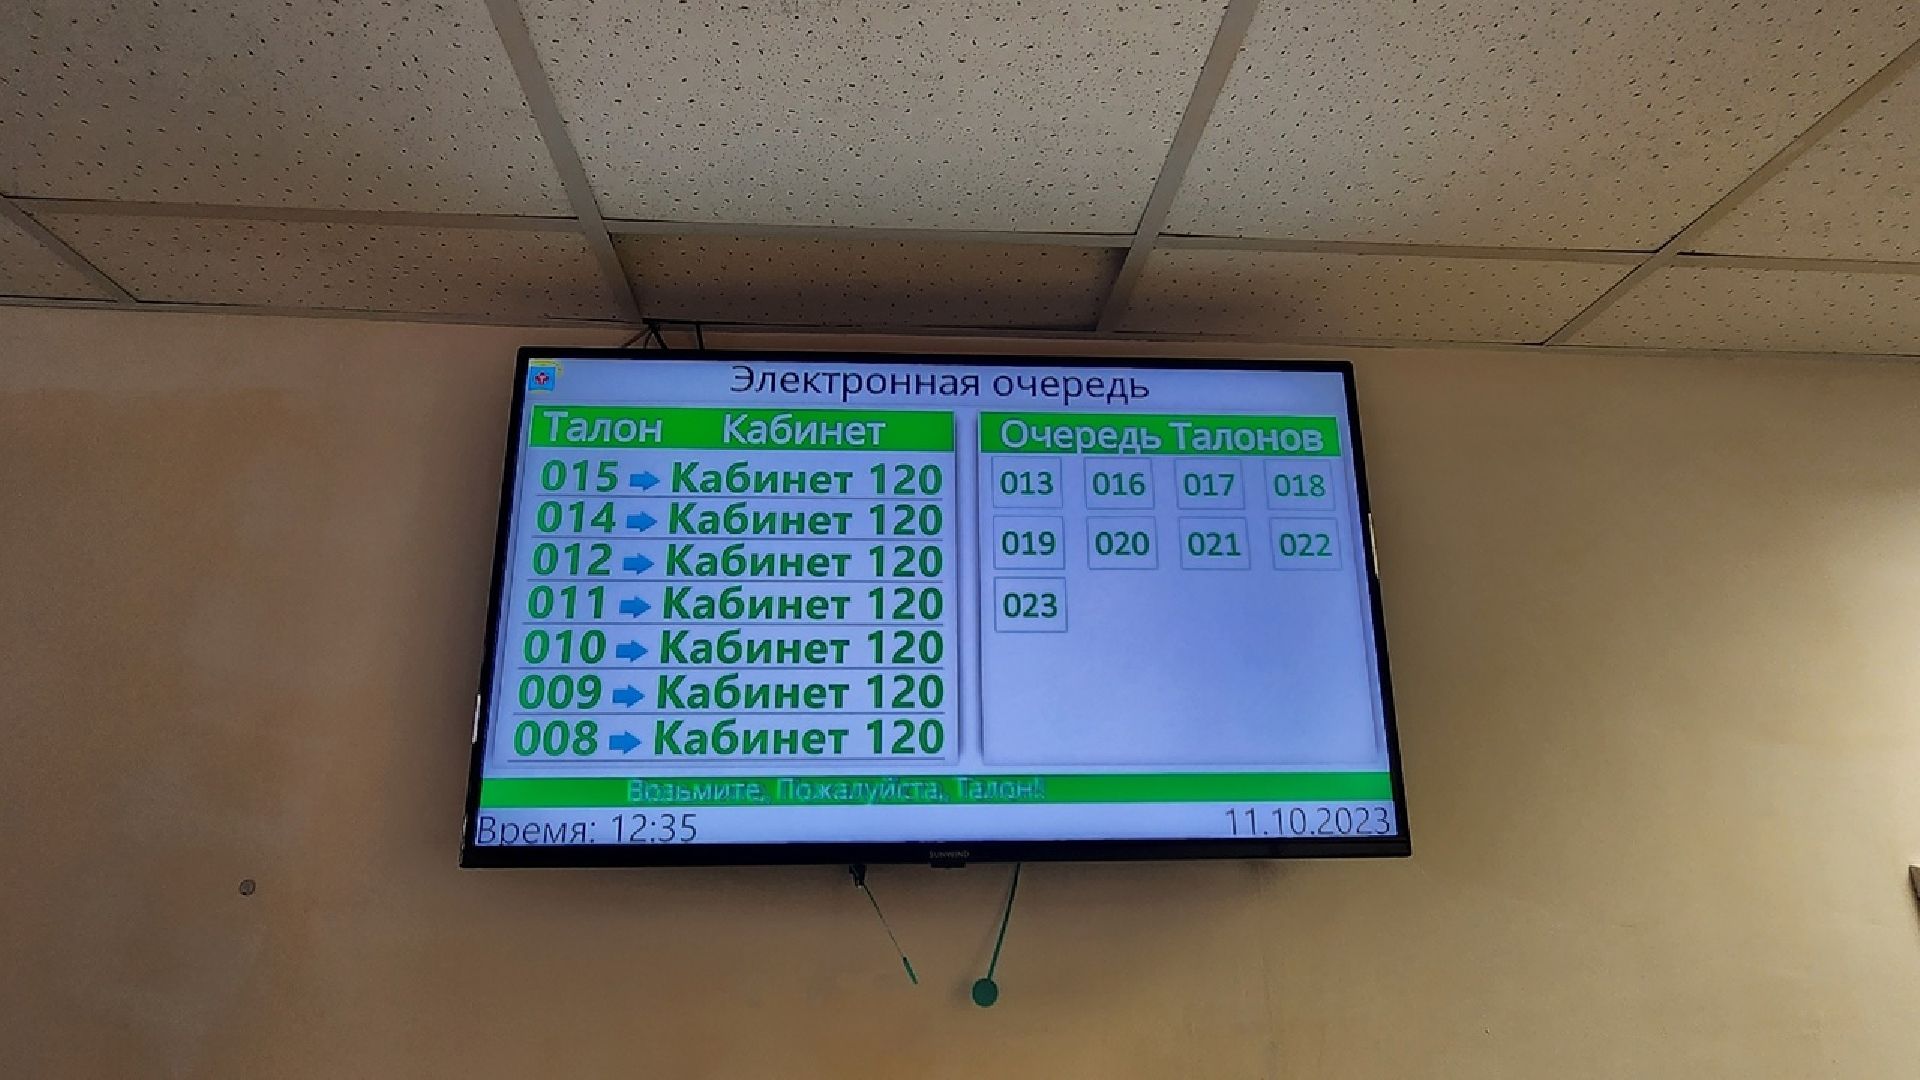 Электронная очередь
Талон Кабинет
015 Кабинет 120
014 Кабинет 120
012 Кабинет 120
011 Кабинет 120
010 Кабинет 120
009 Кабинет 120
008 Кабинет 120
Очередь Талонов
013 016 017 018
019 020 021 022
023
Возьмите, Пожалуйста, Талон!
Время: 12:35
11.10.2023
SUNWIND